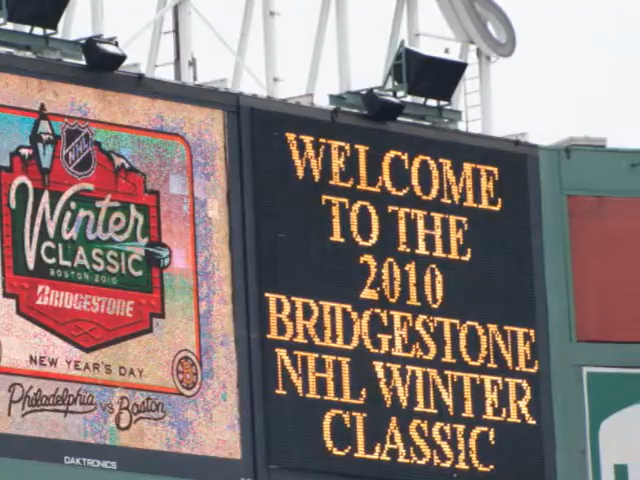 NHL
Winter
CLASSIC
BOSTON-2010
BRIDGESTONE
NEW YEAR'S DAY
Philadelphia vs Boston
DAKTRONICS
WELCOME
TO THE
2010
BRIDGESTONE
NHL WINTER
CLASSIC